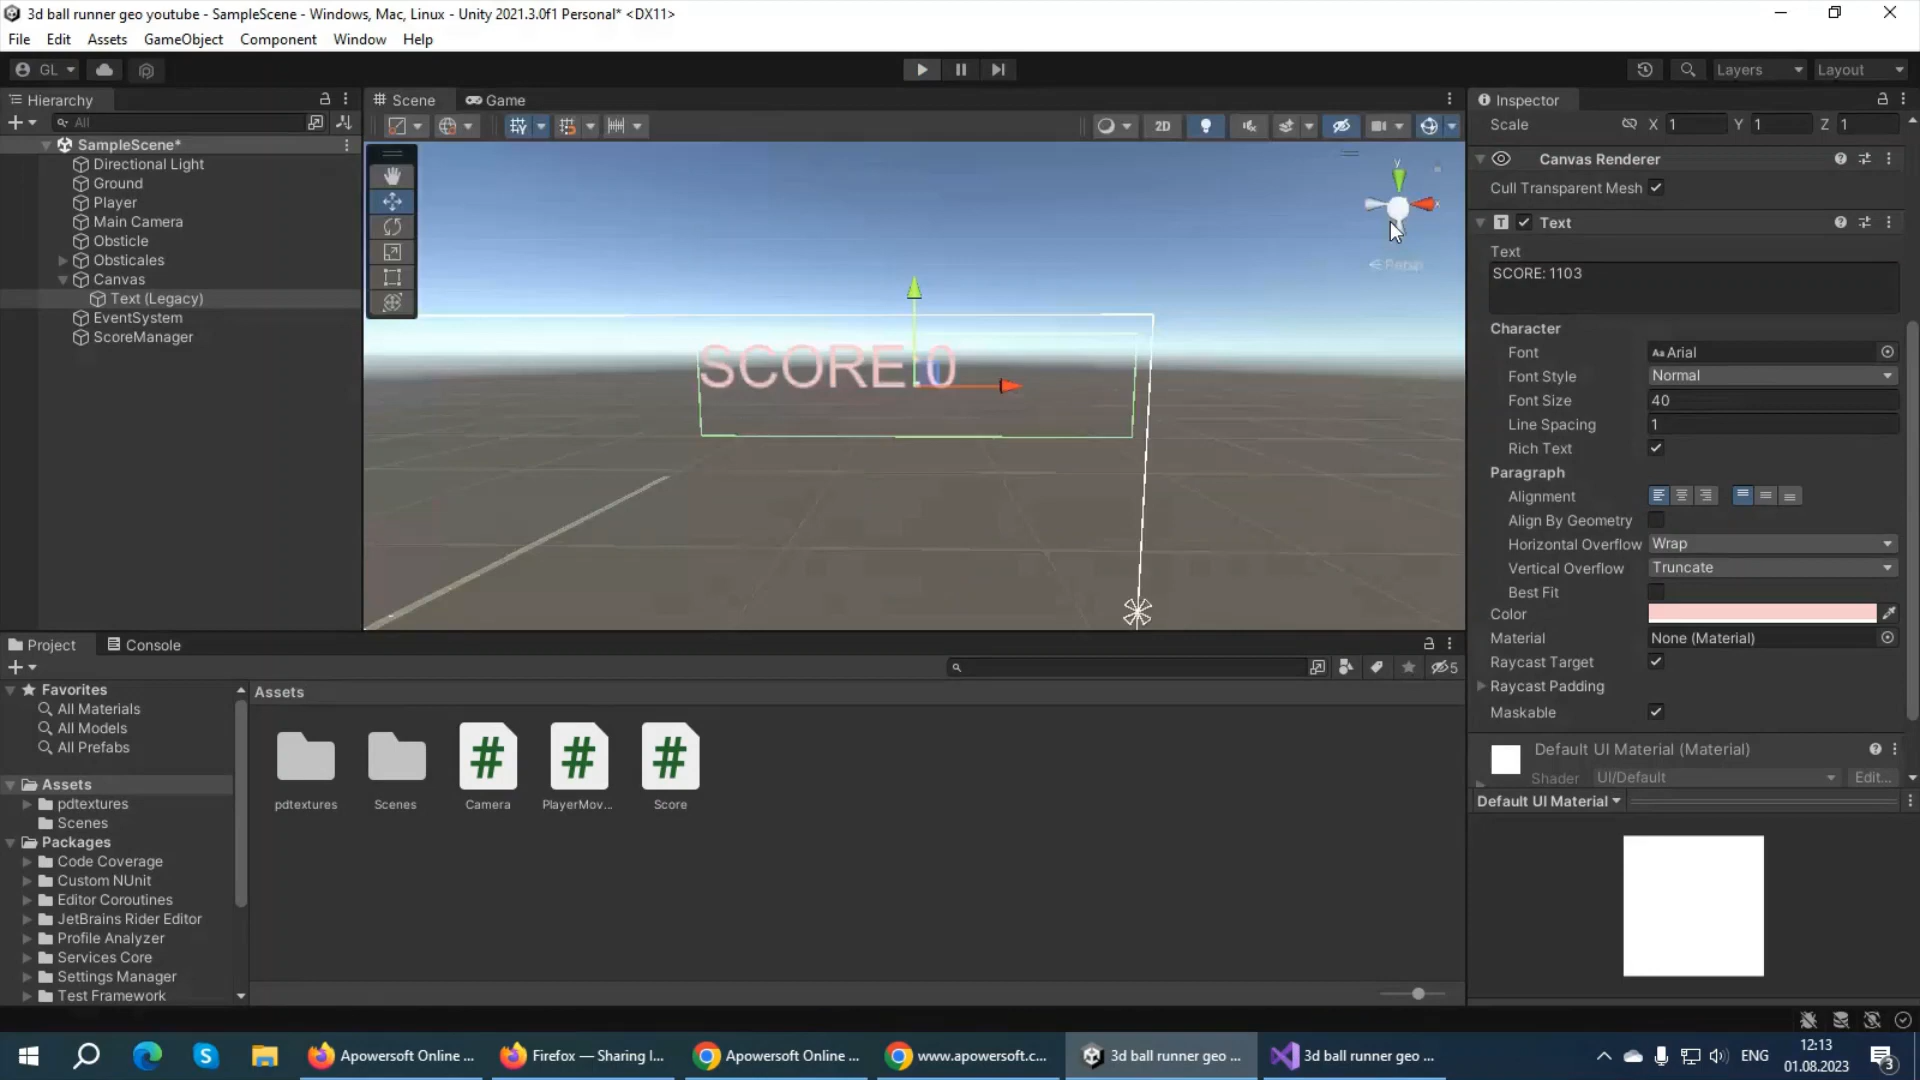 3d ball runner geo youtube - SampleScene - Windows, Mac, Linux - Unity 2021.3.0f1 Personal* <DX11>
File Edit Assets GameObject Component Window Help
GL Layers Layout
Hierarchy Scene Game Inspector
All 2D Scale X 1 Y 1 Z 1
SampleScene*
Directional Light
Ground
Player
Main Camera
Obsticle
Obsticales
Canvas
Text (Legacy)
EventSystem
ScoreManager
y
x
Persp
SCORE:0
Canvas Renderer
Cull Transparent Mesh
Text
Text
SCORE: 1103
Character
Font Arial
Font Style Normal
Font Size 40
Line Spacing 1
Rich Text
Paragraph
Alignment
Align By Geometry
Horizontal Overflow Wrap
Vertical Overflow Truncate
Best Fit
Color
Material None (Material)
Raycast Target
Raycast Padding
Maskable
Default UI Material (Material)
Shader UI/Default Edit...
Default UI Material
Project Console
5
Favorites
All Materials
All Models
All Prefabs
Assets
pdtextures
Scenes
Packages
Code Coverage
Custom NUnit
Editor Coroutines
JetBrains Rider Editor
Profile Analyzer
Services Core
Settings Manager
Test Framework
Assets
pdtextures Scenes Camera PlayerMov... Score
Apowersoft Online ... Firefox — Sharing I... Apowersoft Online ... www.apowersoft.c... 3d ball runner geo ... 3d ball runner geo ... ENG
12:13
01.08.2023
3